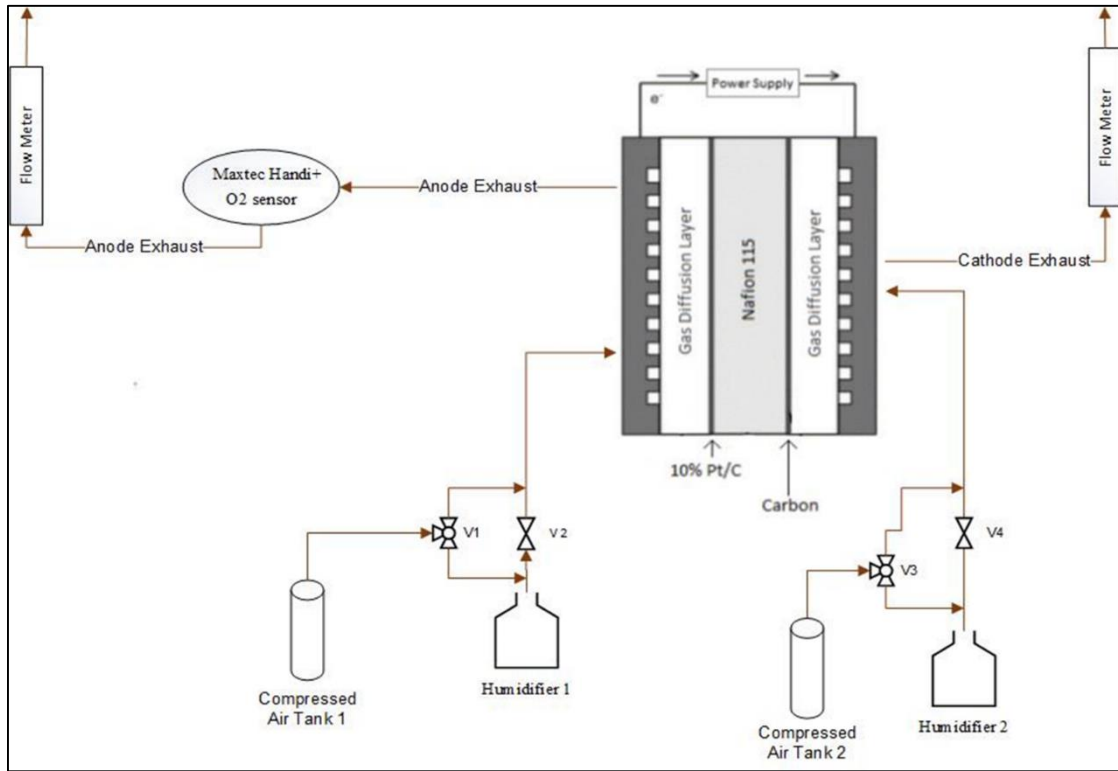 Flow Meter
Maxtec Handi+
O2 sensor
Anode Exhaust
Anode Exhaust
Power Supply
e-
Gas Diffusion Layer
Nafion 115
Gas Diffusion Layer
10% Pt/C
Carbon
Flow Meter
Cathode Exhaust
V1
V 2
Compressed
Air Tank 1
Humidifier 1
V3
V4
Compressed
Air Tank 2
Humidifier 2